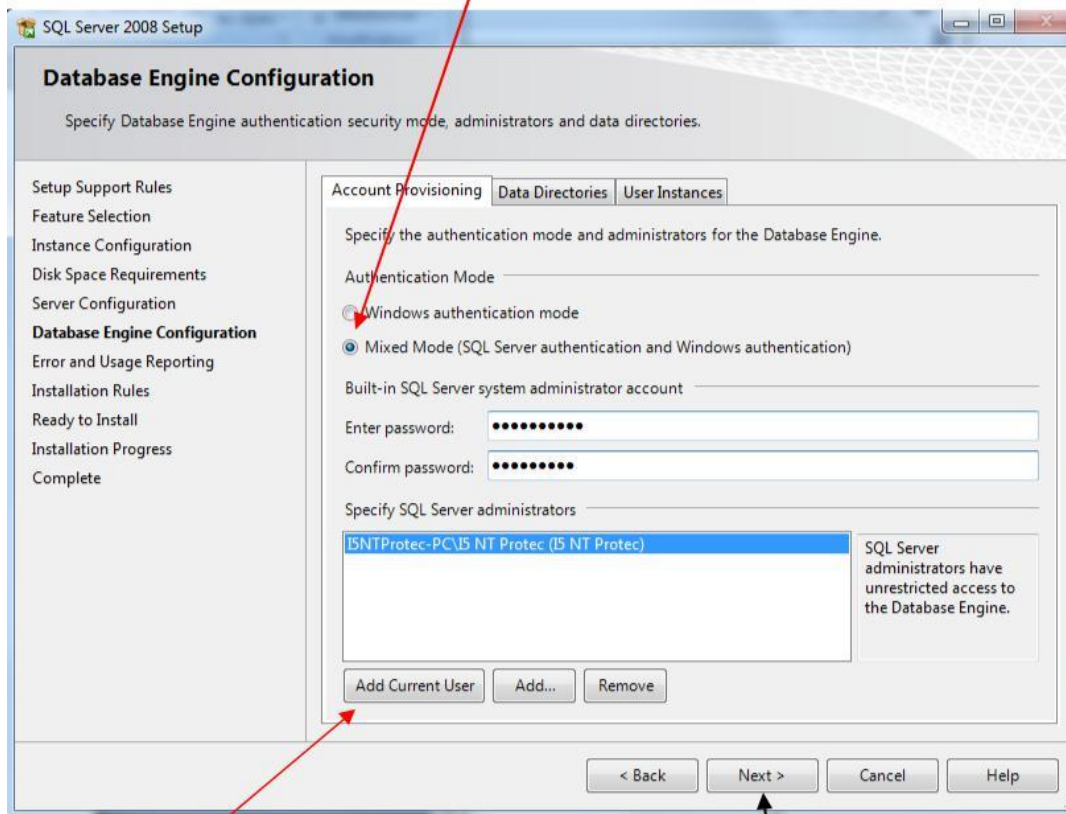 SQL Server 2008 Setup
Database Engine Configuration
Specify Database Engine authentication security mode, administrators and data directories.
Setup Support Rules
Feature Selection
Instance Configuration
Disk Space Requirements
Server Configuration
Database Engine Configuration
Error and Usage Reporting
Installation Rules
Ready to Install
Installation Progress
Complete
Account Provisioning
Data Directories
User Instances
Specify the authentication mode and administrators for the Database Engine.
Authentication Mode
Windows authentication mode
Mixed Mode (SQL Server authentication and Windows authentication)
Built-in SQL Server system administrator account
Enter password: ●●●●●●●●●●
Confirm password: ●●●●●●●●●
Specify SQL Server administrators
I5NTProtec-PC\I5 NT Protec (I5 NT Protec)
SQL Server
administrators have
unrestricted access to
the Database Engine.
Add Current User
Add...
Remove
< Back
Next >
Cancel
Help